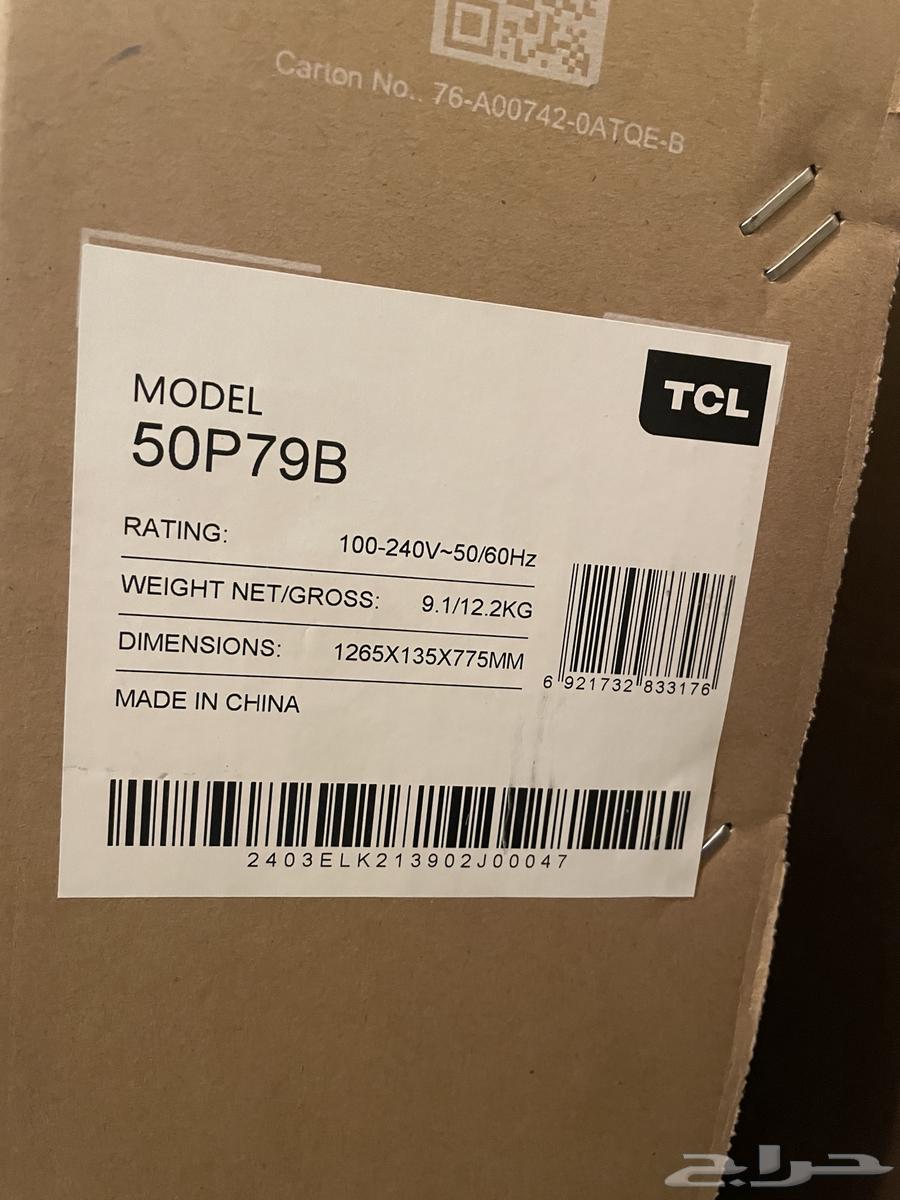 Carton No.. 76-A00742-0ATQE-B
TCL
MODEL
50P79B
RATING: 100-240V~50/60Hz
WEIGHT NET/GROSS: 9.1/12.2KG
DIMENSIONS: 1265X135X775MM
MADE IN CHINA
6 921732 833176
2403ELK213902J00047
حراج